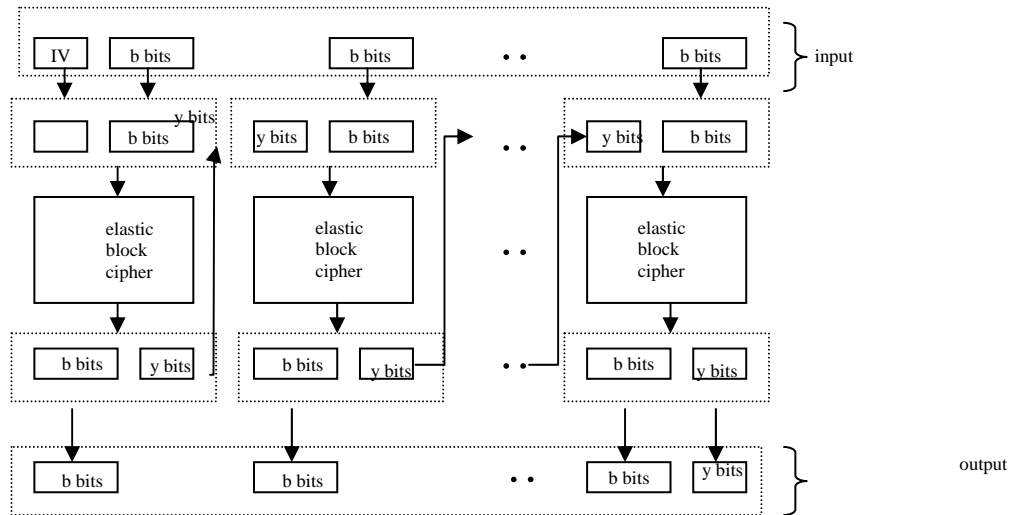 IV b bits b bits b bits input
y bits b bits y bits b bits y bits b bits
elastic block cipher elastic block cipher elastic block cipher
b bits y bits b bits y bits b bits y bits
b bits b bits b bits y bits output